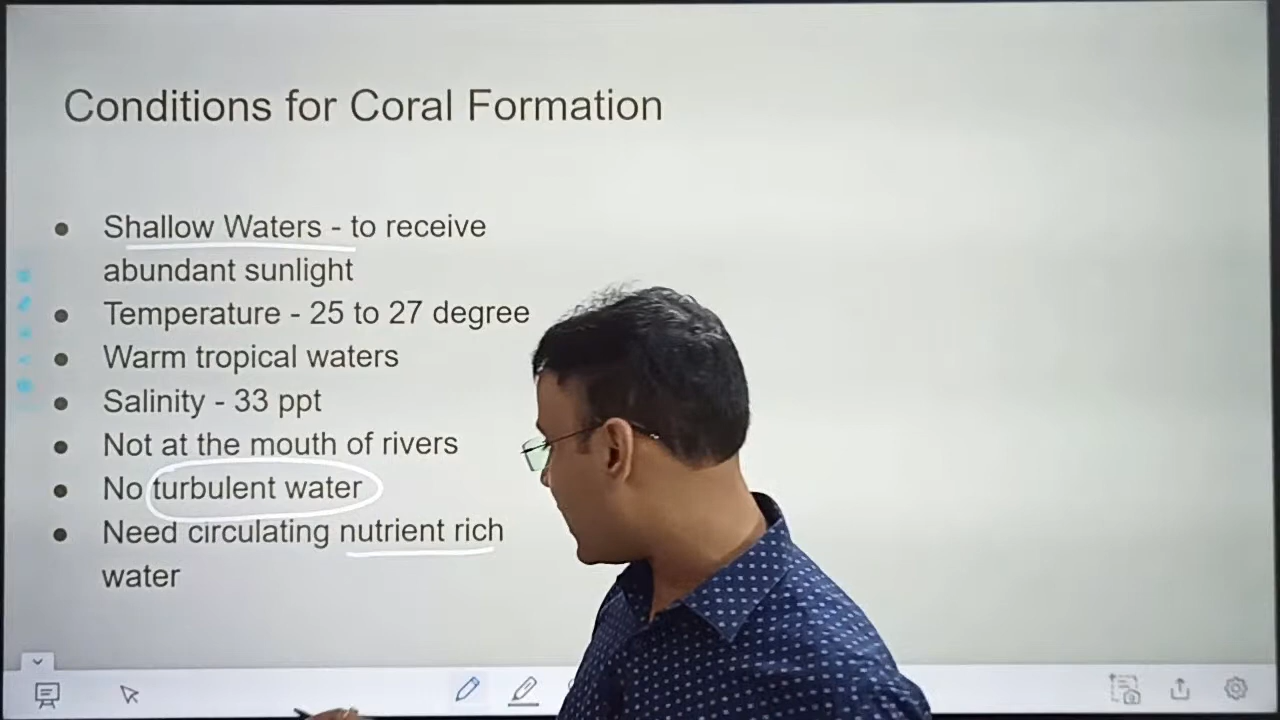 Conditions for Coral Formation
● Shallow Waters - to receive
abundant sunlight
● Temperature - 25 to 27 degree
● Warm tropical waters
● Salinity - 33 ppt
● Not at the mouth of rivers
● No turbulent water
● Need circulating nutrient rich
water